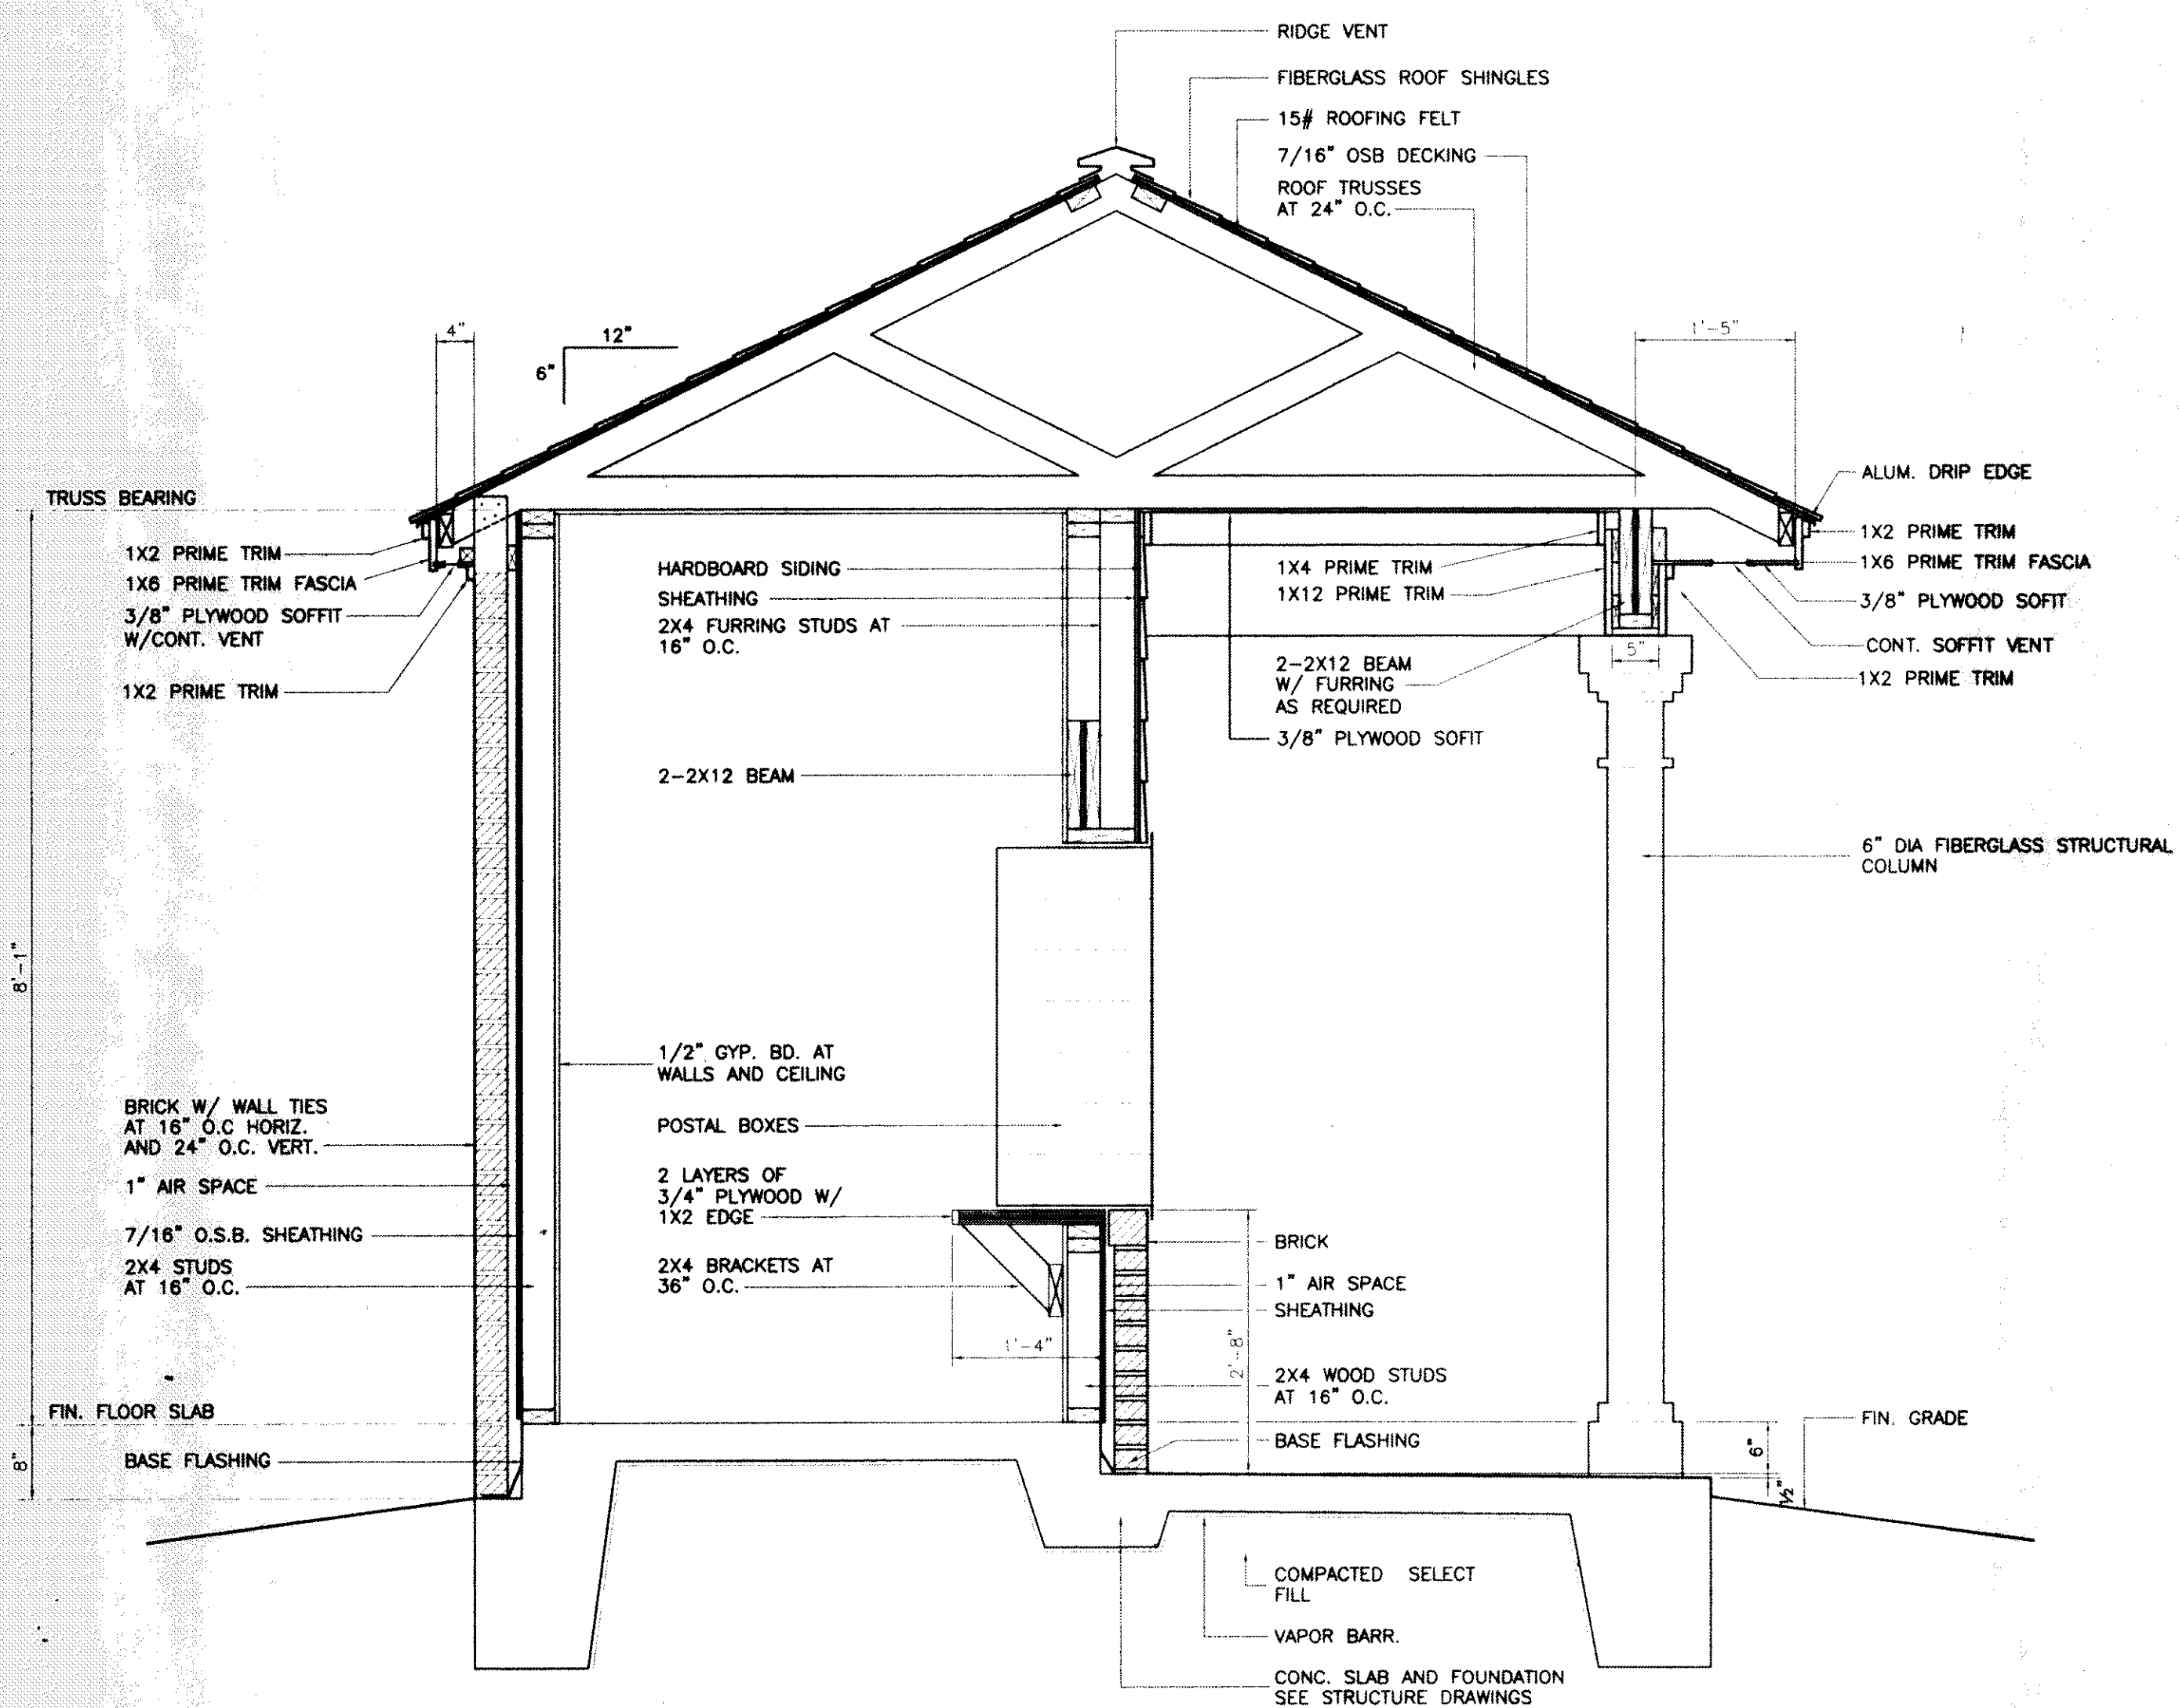 RIDGE VENT
FIBERGLASS ROOF SHINGLES
15# ROOFING FELT
7/16" OSB DECKING
ROOF TRUSSES
AT 24" O.C.
4"
12"
6"
1'-5"
TRUSS BEARING
1X2 PRIME TRIM
1X6 PRIME TRIM FASCIA
3/8" PLYWOOD SOFFIT
W/CONT. VENT
1X2 PRIME TRIM
HARDBOARD SIDING
SHEATHING
2X4 FURRING STUDS AT
16" O.C.
2-2X12 BEAM
1X4 PRIME TRIM
1X12 PRIME TRIM
2-2X12 BEAM
W/ FURRING
AS REQUIRED
3/8" PLYWOOD SOFIT
5"
ALUM. DRIP EDGE
1X2 PRIME TRIM
1X6 PRIME TRIM FASCIA
3/8" PLYWOOD SOFIT
CONT. SOFFIT VENT
1X2 PRIME TRIM
6" DIA FIBERGLASS STRUCTURAL
COLUMN
8'-1"
1/2" GYP. BD. AT
WALLS AND CEILING
POSTAL BOXES
2 LAYERS OF
3/4" PLYWOOD W/
1X2 EDGE
2X4 BRACKETS AT
36" O.C.
1'-4"
BRICK W/ WALL TIES
AT 16" O.C HORIZ.
AND 24" O.C. VERT.
1" AIR SPACE
7/16" O.S.B. SHEATHING
2X4 STUDS
AT 16" O.C.
FIN. FLOOR SLAB
BASE FLASHING
8"
2'-8"
BRICK
1" AIR SPACE
SHEATHING
2X4 WOOD STUDS
AT 16" O.C.
BASE FLASHING
FIN. GRADE
6"
½"
COMPACTED SELECT
FILL
VAPOR BARR.
CONC. SLAB AND FOUNDATION
SEE STRUCTURE DRAWINGS